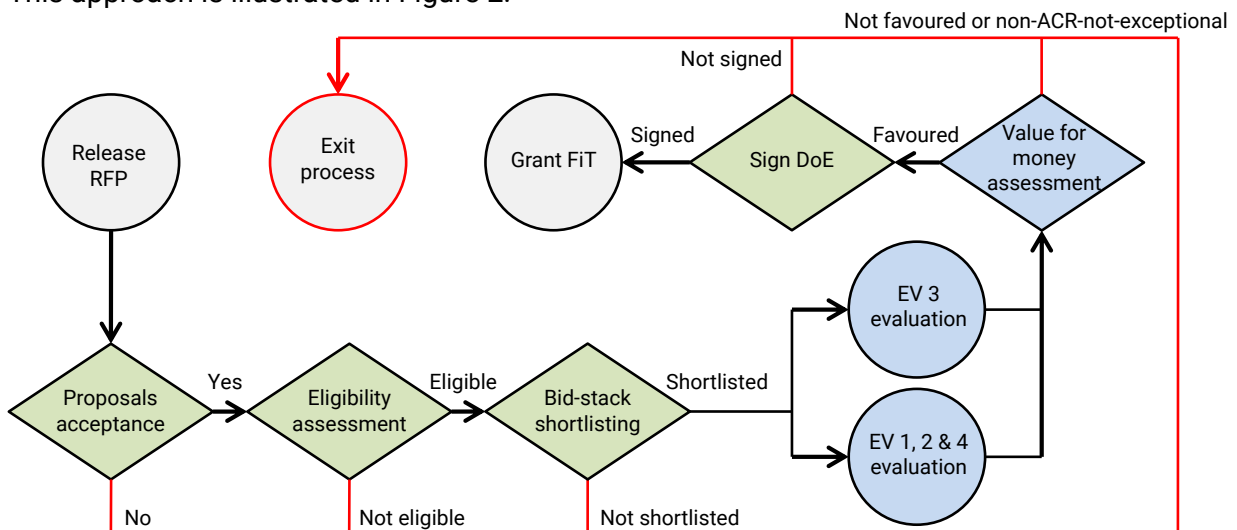 This approach is illustrated in Figure 2.
Not favoured or non-ACR-not-exceptional
Not signed
Release
RFP
Exit
process
Grant FiT
Signed
Sign DoE
Favoured
Value for
money
assessment
EV 3
evaluation
Proposals
acceptance
Yes
Eligibility
assessment
Eligible
Bid-stack
shortlisting
Shortlisted
EV 1, 2 & 4
evaluation
No
Not eligible
Not shortlisted